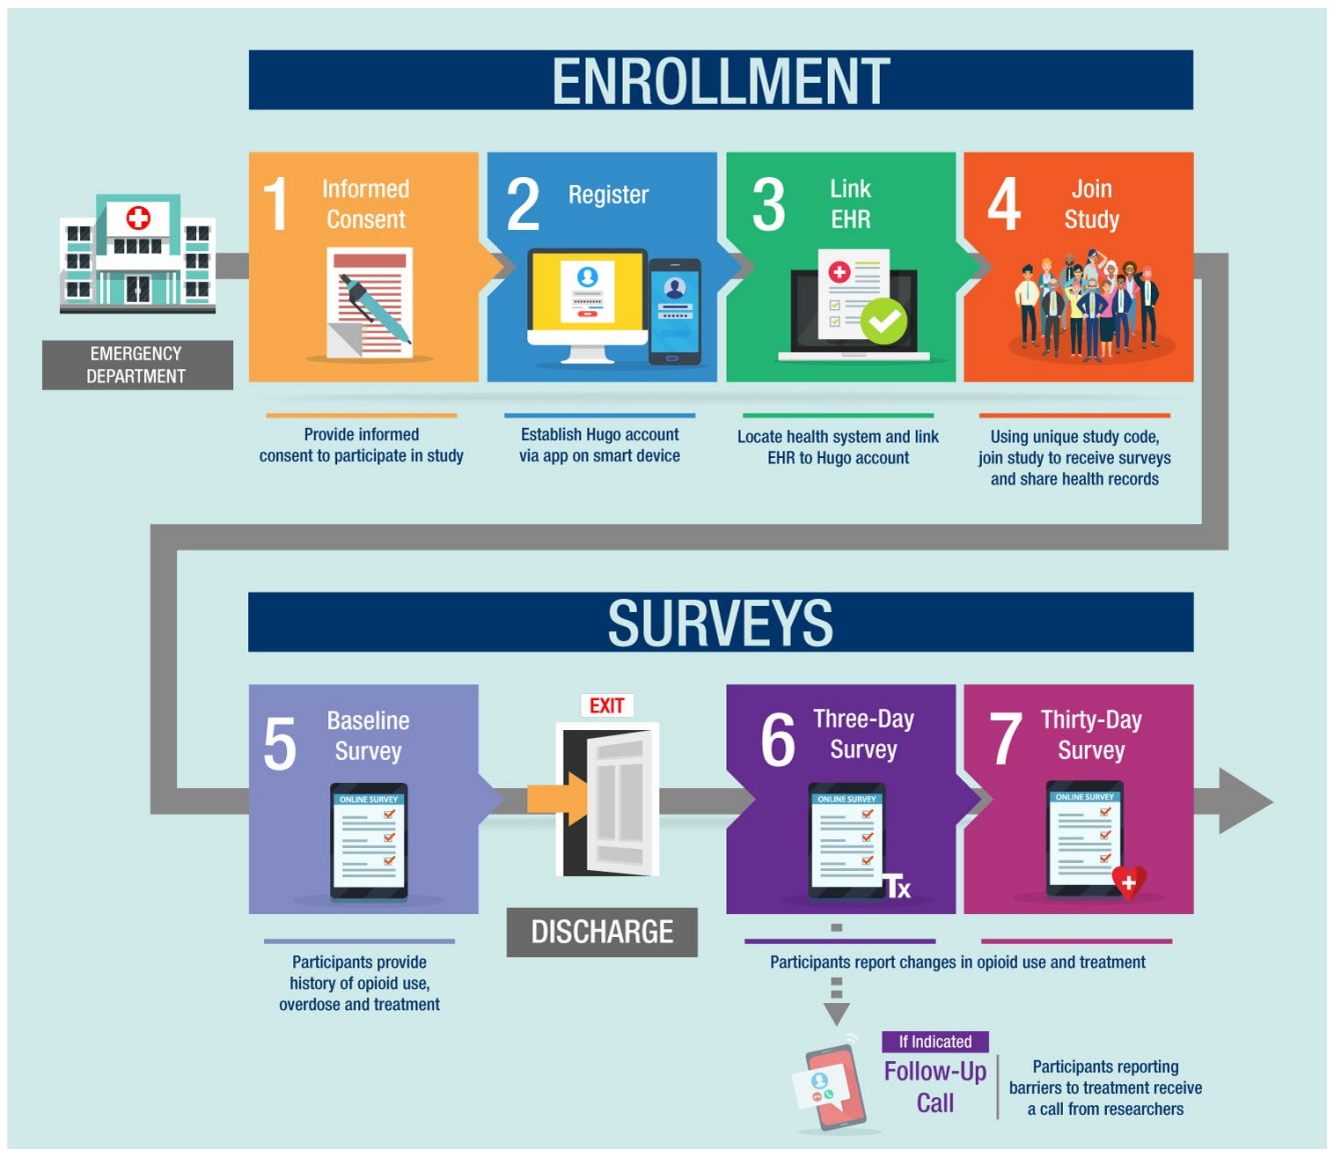 ENROLLMENT
1
Informed
Consent
2
Register
3
Link
EHR
4
Join
Study
EMERGENCY
DEPARTMENT
Provide informed
consent to participate in study
Establish Hugo account
via app on smart device
Locate health system and link
EHR to Hugo account
Using unique study code,
join study to receive surveys
and share health records
SURVEYS
5
Baseline
Survey
ONLINE SURVEY
EXIT
DISCHARGE
6
Three-Day
Survey
ONLINE SURVEY
Tx
7
Thirty-Day
Survey
ONLINE SURVEY
Participants provide
history of opioid use,
overdose and treatment
Participants report changes in opioid use and treatment
If Indicated
Follow-Up
Call
Participants reporting
barriers to treatment receive
a call from researchers